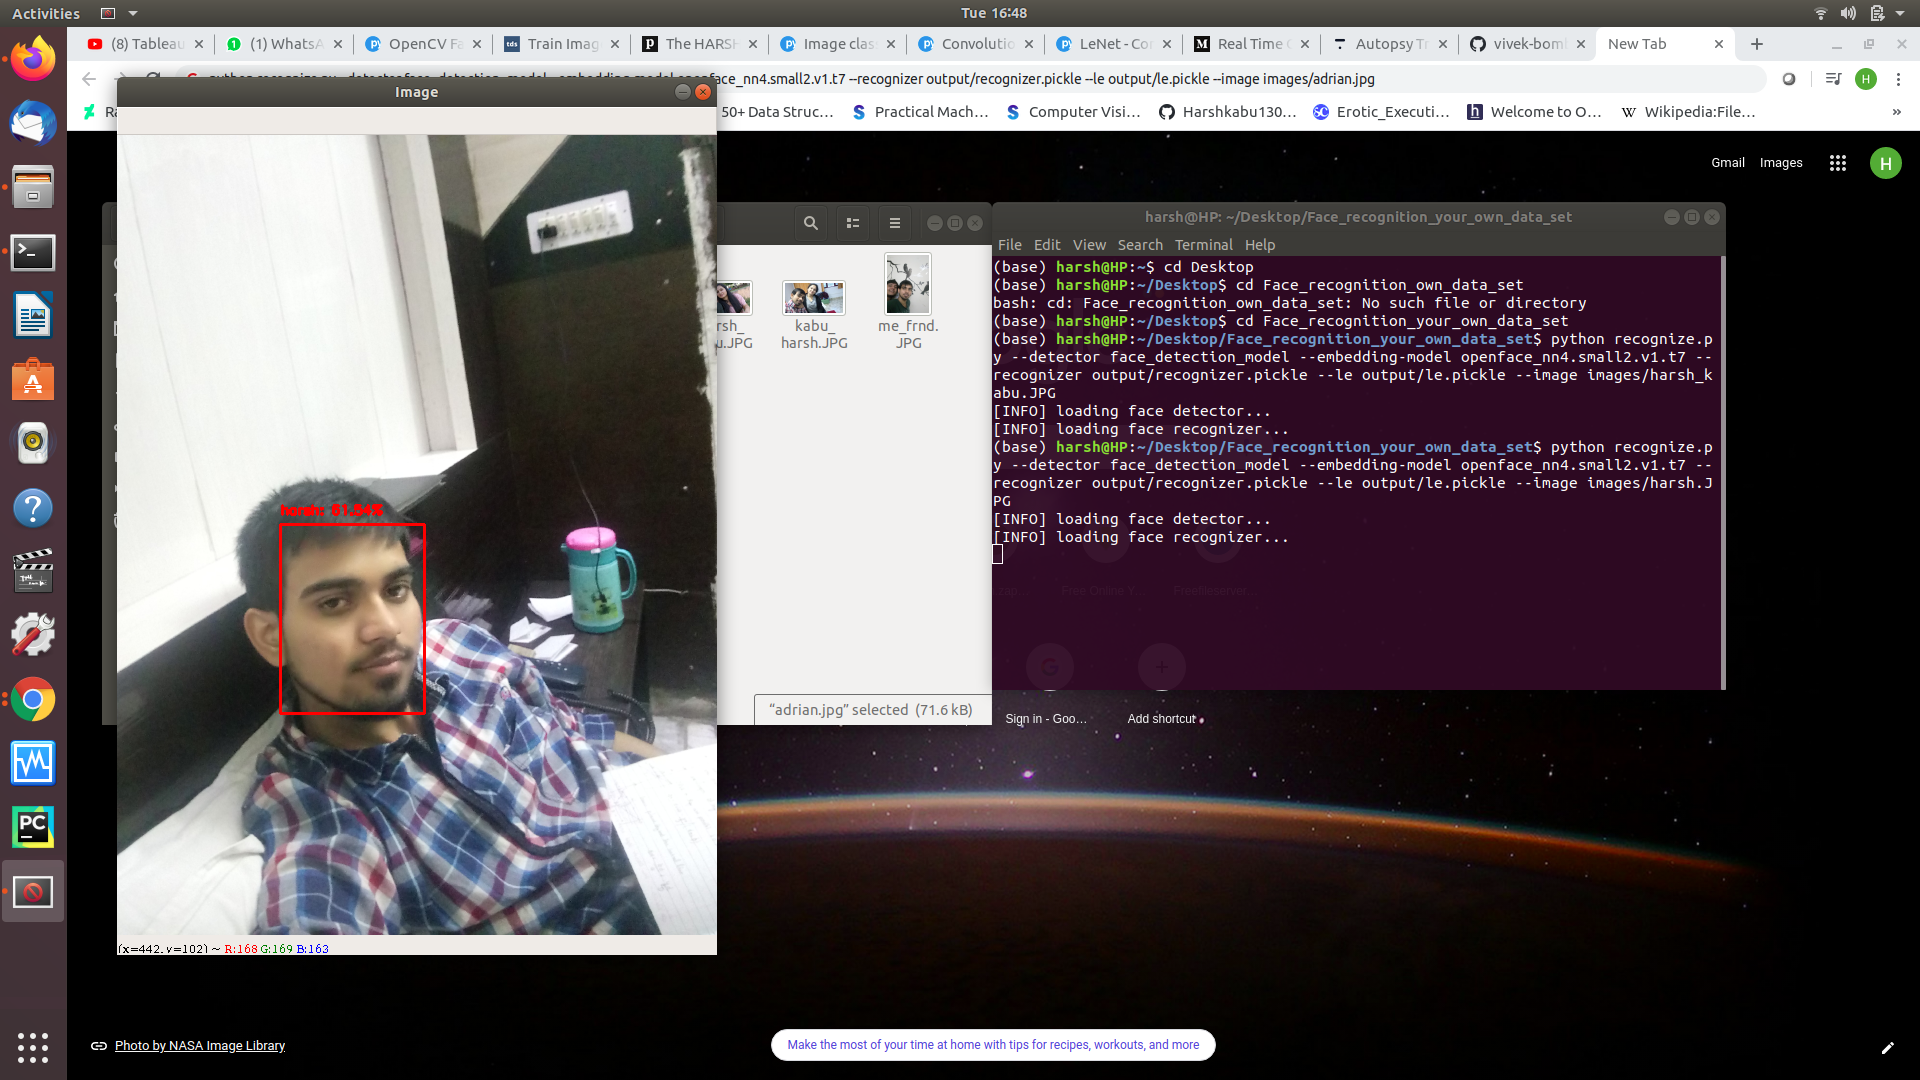 Activities
Tue 16:48
(8) Tableau
(1) WhatsA
OpenCV Fa
Train Imag
The HARSH
Image clas
Convolutio
LeNet - Co
Real Time
Autopsy Tr
vivek-bom
New Tab
face_nn4.small2.v1.t7 --recognizer output/recognizer.pickle --le output/le.pickle --image images/adrian.jpg
50+ Data Struc…
Practical Mach…
Computer Visi…
Harshkabu130…
Erotic_Executi…
Welcome to O…
Wikipedia:File…
»
Gmail
Images
H
Image
harsh: 61.54%
(x=442, y=102) ~ R:168 G:169 B:163
rsh_
u.JPG
kabu_
harsh.JPG
me_frnd.
JPG
“adrian.jpg” selected (71.6 kB)
harsh@HP: ~/Desktop/Face_recognition_your_own_data_set
File Edit View Search Terminal Help
(base) harsh@HP:~$ cd Desktop
(base) harsh@HP:~/Desktop$ cd Face_recognition_own_data_set
bash: cd: Face_recognition_own_data_set: No such file or directory
(base) harsh@HP:~/Desktop$ cd Face_recognition_your_own_data_set
(base) harsh@HP:~/Desktop/Face_recognition_your_own_data_set$ python recognize.p
y --detector face_detection_model --embedding-model openface_nn4.small2.v1.t7 --
recognizer output/recognizer.pickle --le output/le.pickle --image images/harsh_k
abu.JPG
[INFO] loading face detector...
[INFO] loading face recognizer...
(base) harsh@HP:~/Desktop/Face_recognition_your_own_data_set$ python recognize.p
y --detector face_detection_model --embedding-model openface_nn4.small2.v1.t7 --
recognizer output/recognizer.pickle --le output/le.pickle --image images/harsh.J
PG
[INFO] loading face detector...
[INFO] loading face recognizer...
Free Online Y…
Freefileserver…
Sign in - Goo…
Add shortcut
Photo by NASA Image Library
Make the most of your time at home with tips for recipes, workouts, and more